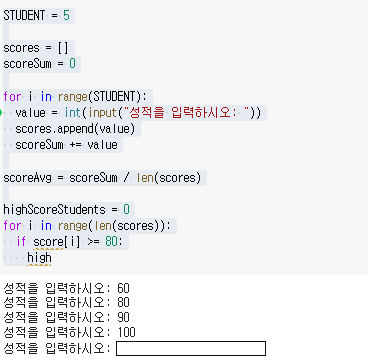 STUDENT = 5
scores = []
scoreSum = 0
for i in range(STUDENT):
value = int(input("성적을 입력하시오: "))
scores.append(value)
scoreSum += value
scoreAvg = scoreSum / len(scores)
highScoreStudents = 0
for i in range(len(scores)):
if score[i] >= 80:
high
성적을 입력하시오: 60
성적을 입력하시오: 80
성적을 입력하시오: 90
성적을 입력하시오: 100
성적을 입력하시오: